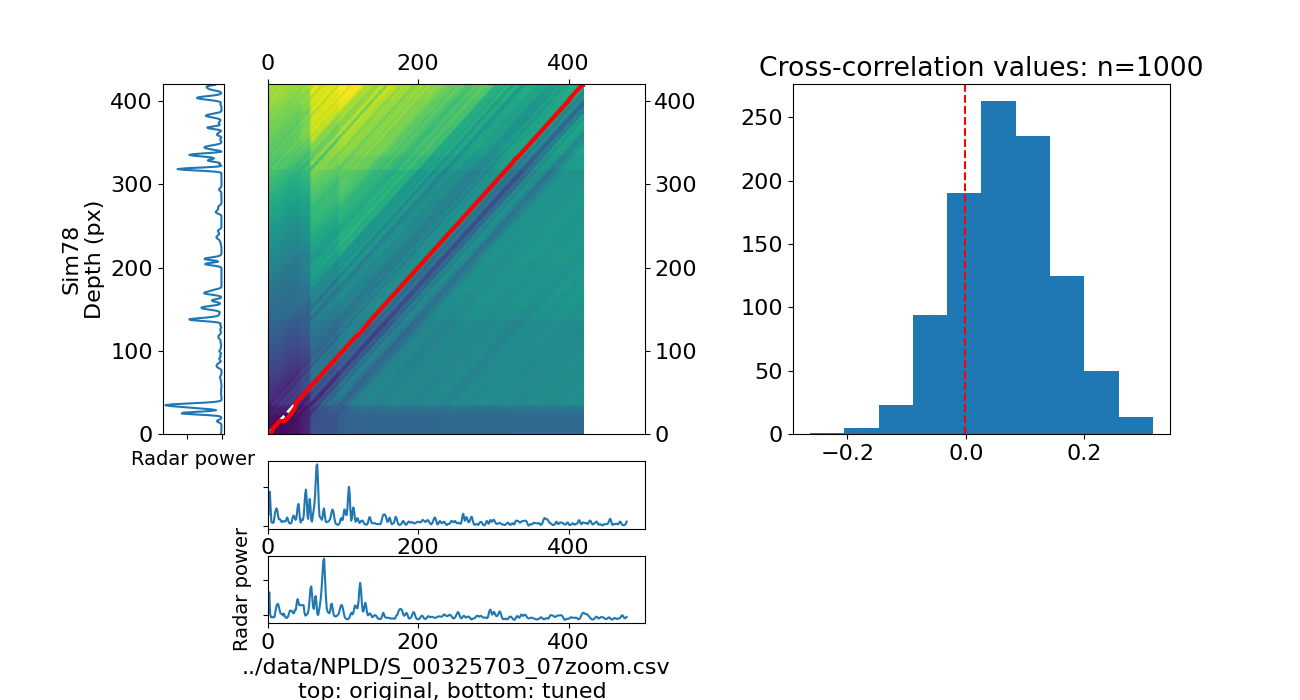 Cross-correlation values: n=1000
0 200 400
400
300
200
100
0
Sim78
Depth (px)
Radar power
400
300
200
100
0
250
200
150
100
50
0
−0.2 0.0 0.2
0 200 400
Radar power
0 200 400
../data/NPLD/S_00325703_07zoom.csv
top: original, bottom: tuned